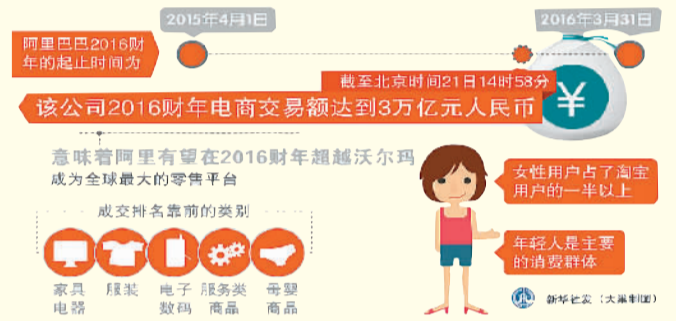 2015年4月1日
2016年3月31日
阿里巴巴2016财
年的起止时间为
截至北京时间21日14时58分
该公司2016财年电商交易额达到3万亿元人民币
¥
意味着阿里有望在2016财年超越沃尔玛
成为全球最大的零售平台
女性用户占了淘宝
用户的一半以上
成交排名靠前的类别
年轻人是主要
的消费群体
家具
电器
服装
电子
数码
服务类
商品
母婴
商品
新华社发(大巢制图)